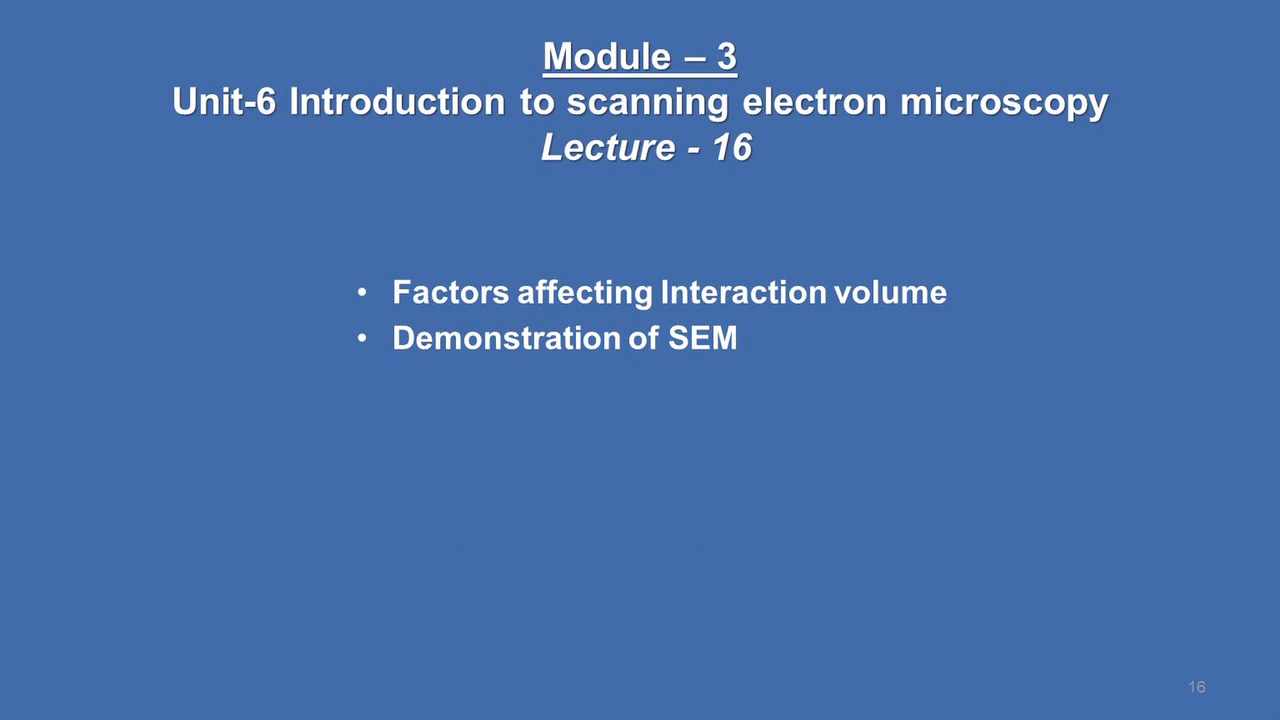 Module – 3
Unit-6 Introduction to scanning electron microscopy
Lecture - 16
• Factors affecting Interaction volume
• Demonstration of SEM
16